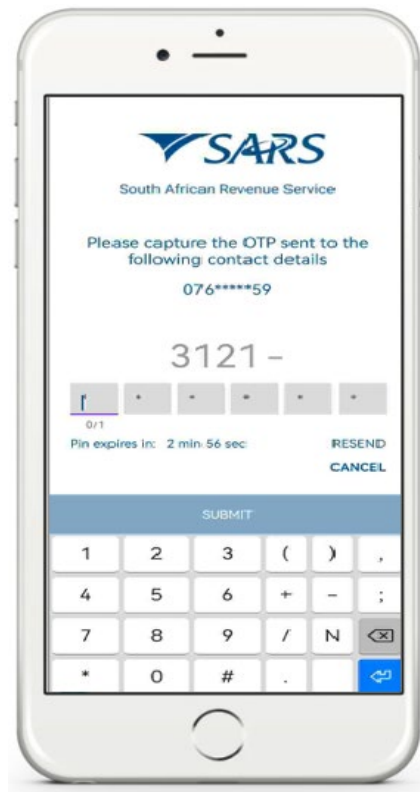 SARS
South African Revenue Service
Please capture the OTP sent to the
following contact details
076*****59
3121 –
* * * * * *
0/1
Pin expires in: 2 min 56 sec
RESEND
CANCEL
SUBMIT
1 2 3 ( ) ,
4 5 6 + – ;
7 8 9 / N
* 0 # .